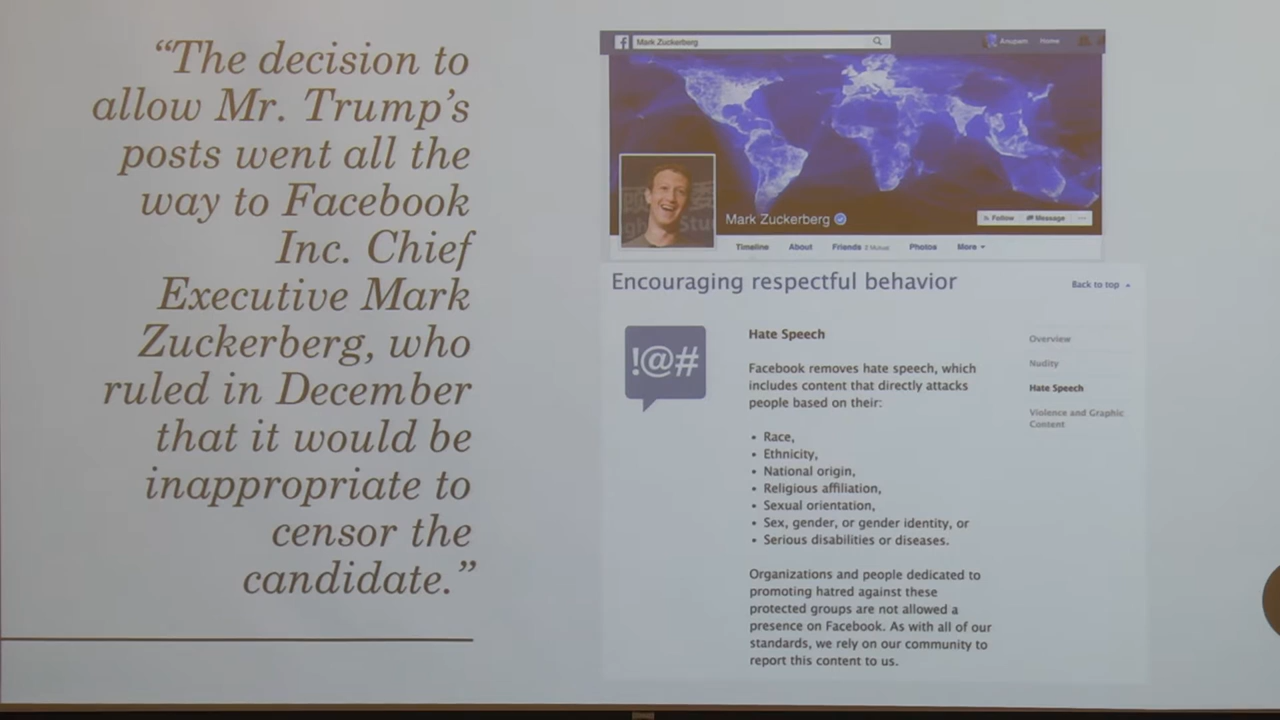 “The decision to
allow Mr. Trump’s
posts went all the
way to Facebook
Inc. Chief
Executive Mark
Zuckerberg, who
ruled in December
that it would be
inappropriate to
censor the
candidate.”
f Mark Zuckerberg
Anupam Home
Mark Zuckerberg
Follow Message ...
Timeline About Friends 2 Mutual Photos More
Encouraging respectful behavior
Back to top
!@#
Hate Speech
Facebook removes hate speech, which
includes content that directly attacks
people based on their:
• Race,
• Ethnicity,
• National origin,
• Religious affiliation,
• Sexual orientation,
• Sex, gender, or gender identity, or
• Serious disabilities or diseases.
Organizations and people dedicated to
promoting hatred against these
protected groups are not allowed a
presence on Facebook. As with all of our
standards, we rely on our community to
report this content to us.
Overview
Nudity
Hate Speech
Violence and Graphic
Content